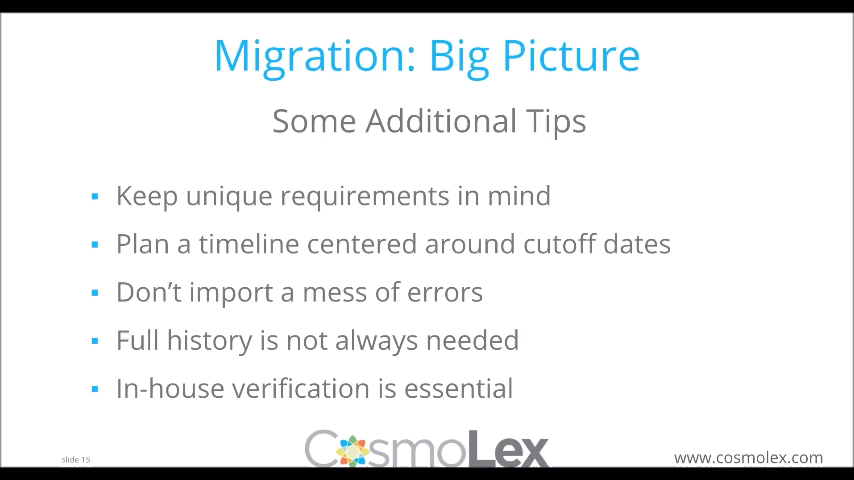 Migration: Big Picture
Some Additional Tips
Keep unique requirements in mind
Plan a timeline centered around cutoff dates
Don’t import a mess of errors
Full history is not always needed
In-house verification is essential
slide 15
CosmoLex
www.cosmolex.com